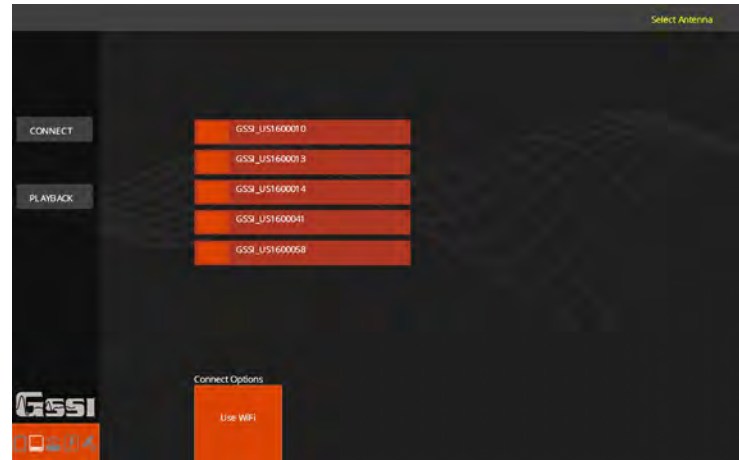 Select Antenna
CONNECT
PLAYBACK
GSSI_US1600010
GSSI_US1600013
GSSI_US1600014
GSSI_US1600041
GSSI_US1600058
Connect Options
Use WiFi
GSSI